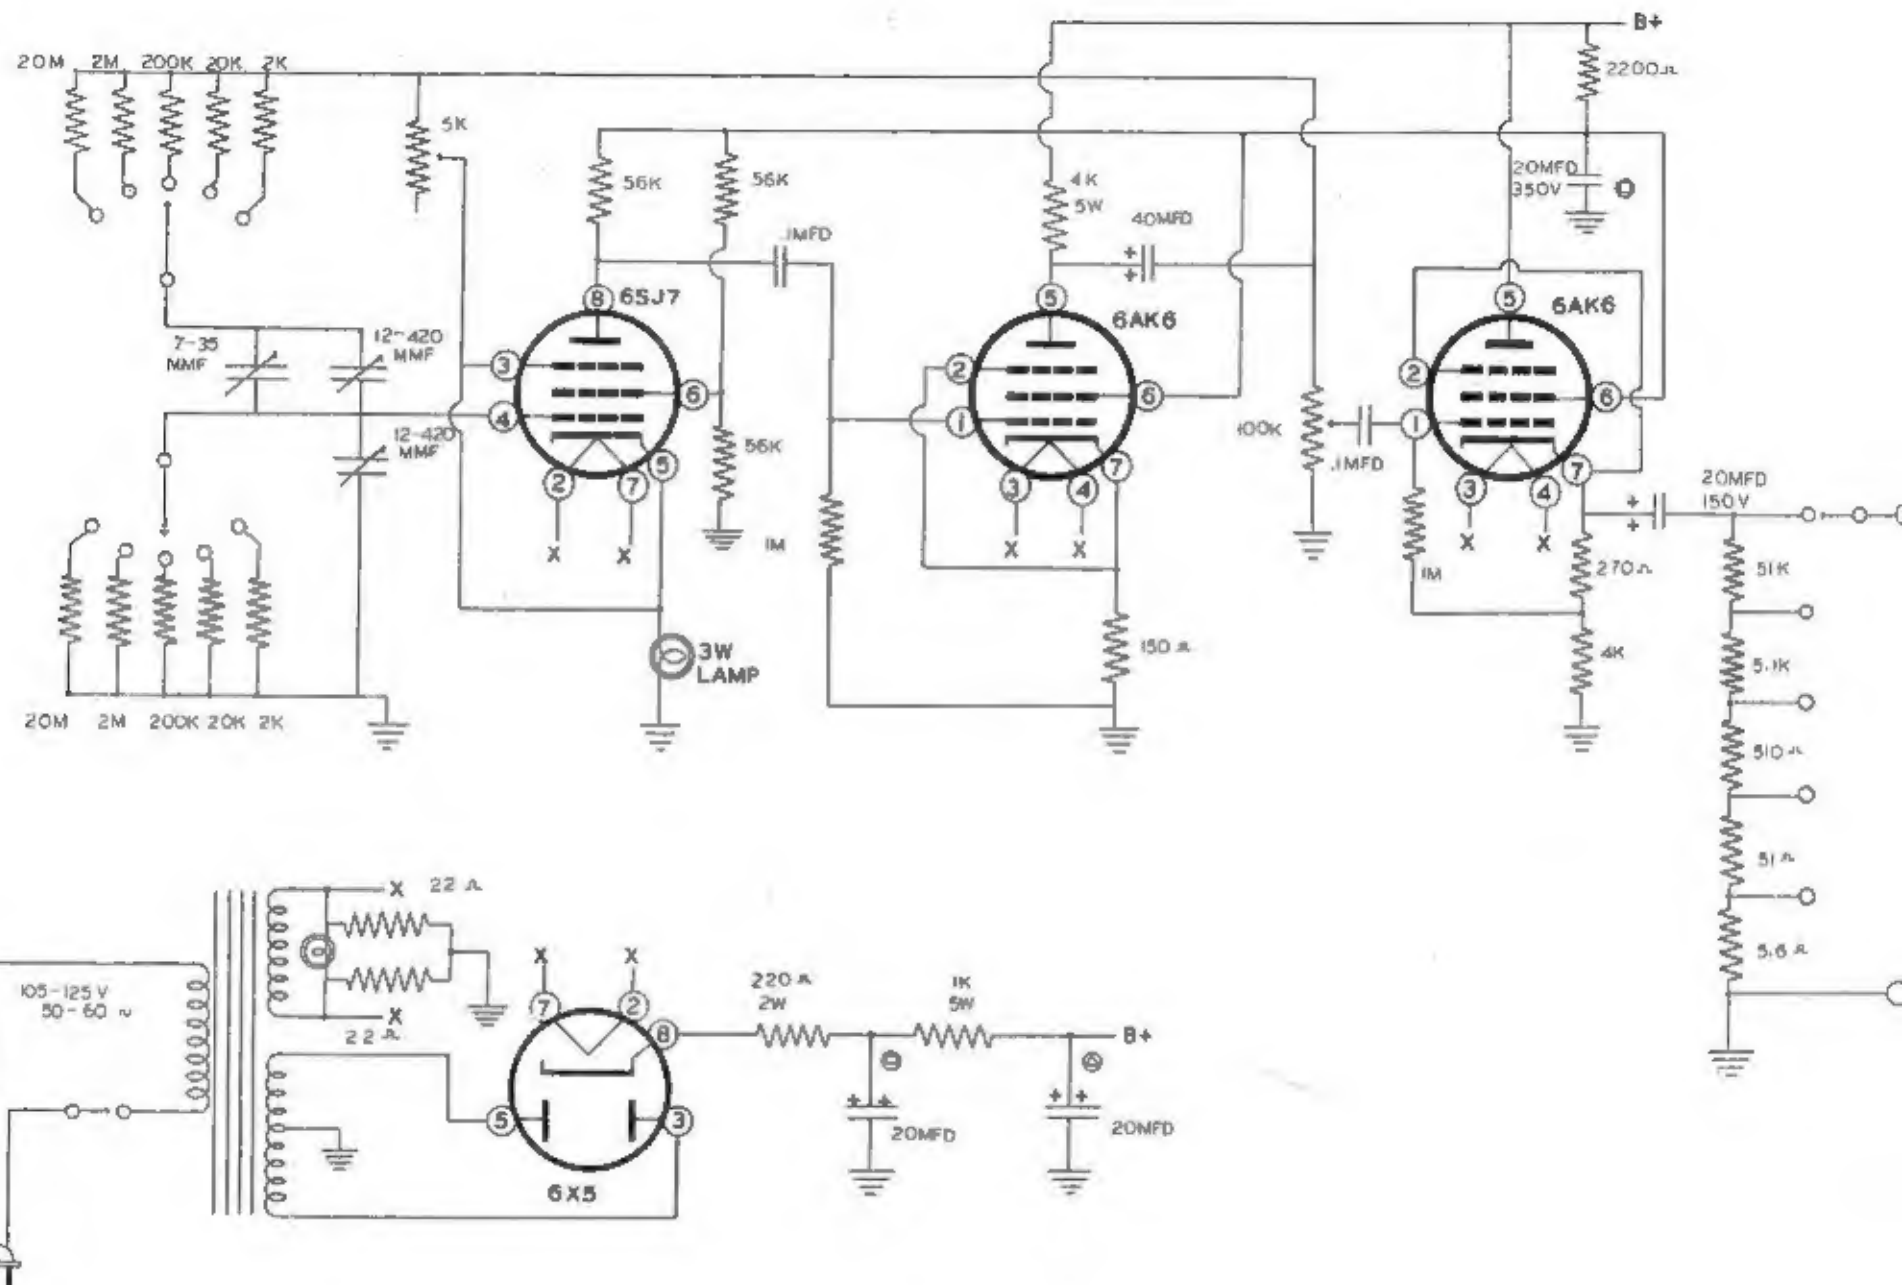 B+
20M 2M 200K 20K 2K
2200Ω
5K
56K
56K
4K
5W
20MFD
350V
.1MFD
40MFD
8
6SJ7
5
6AK6
5
6AK6
7-35
MMF
12-420
MMF
3
6
2
6
2
6
4
1
100K
1
12-420
MMF
56K
.1MFD
5
7
7
2
7
3
4
3
4
20MFD
150V
X
X
1M
X
X
X
X
1M
270Ω
51K
3W
LAMP
150Ω
4K
5.1K
20M 2M 200K 20K 2K
510Ω
51Ω
X
22Ω
5.6Ω
X
X
105-125V
50-60~
7
2
220Ω
2W
1K
5W
X
22Ω
8
B+
5
3
20MFD
20MFD
6X5